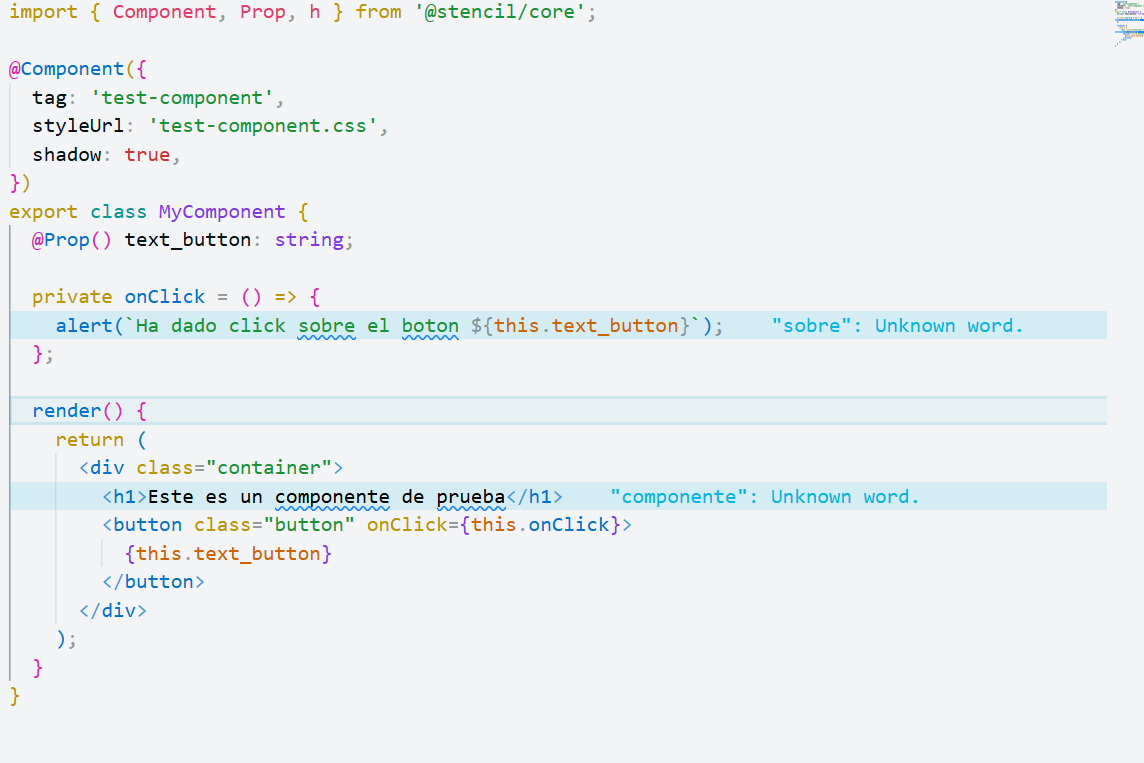 import { Component, Prop, h } from '@stencil/core';
@Component({
tag: 'test-component',
styleUrl: 'test-component.css',
shadow: true,
})
export class MyComponent {
@Prop() text_button: string;
private onClick = () => {
alert(`Ha dado click sobre el boton ${this.text_button}`); "sobre": Unknown word.
};
render() {
return (
<div class="container">
<h1>Este es un componente de prueba</h1> "componente": Unknown word.
<button class="button" onClick={this.onClick}>
{this.text_button}
</button>
</div>
);
}
}